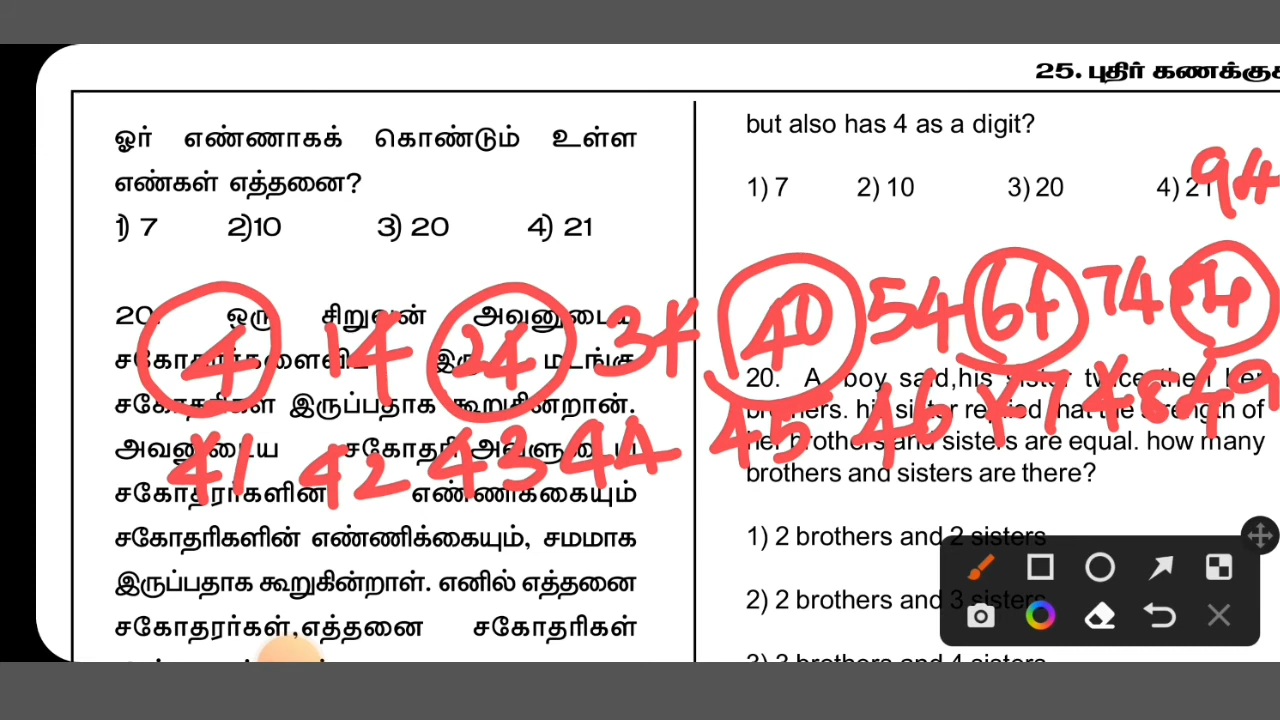 25. புதிர் கணக்குக
ஓர் எண்ணாகக் கொண்டும் உள்ள
எண்கள் எத்தனை?
1) 7 2)10 3) 20 4) 21
20. ஒரு சிறுவன் அவனுடைய
சகோதரர்களைவிட இரு மடங்கு
சகோதரிகள் இருப்பதாக கூறுகின்றான்.
அவனுடைய சகோதரி அவளுடைய
சகோதரர்களின் எண்ணிக்கையும்
சகோதரிகளின் எண்ணிக்கையும், சமமாக
இருப்பதாக கூறுகின்றாள். எனில் எத்தனை
சகோதரர்கள்,எத்தனை சகோதரிகள்
but also has 4 as a digit?
1) 7 2) 10 3) 20 4) 21
94
4 14 24 34 40 54 64 74 84
41 42 43 44 45 46 47 48 49
20. A boy said,his sister twice then her
brothers. his sister replied that the strength of
her brothers and sisters are equal. how many
brothers and sisters are there?
1) 2 brothers and 2 sisters
2) 2 brothers and 3 sisters
3) 3 brothers and 4 sisters